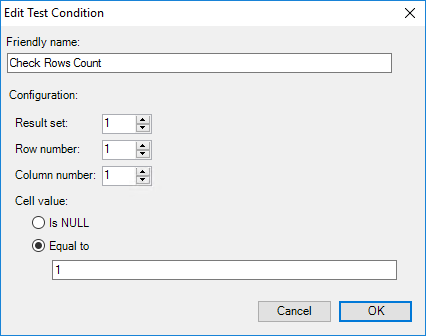 Edit Test Condition
Friendly name:
Check Rows Count
Configuration:
Result set: 1
Row number: 1
Column number: 1
Cell value:
Is NULL
Equal to
1
Cancel OK